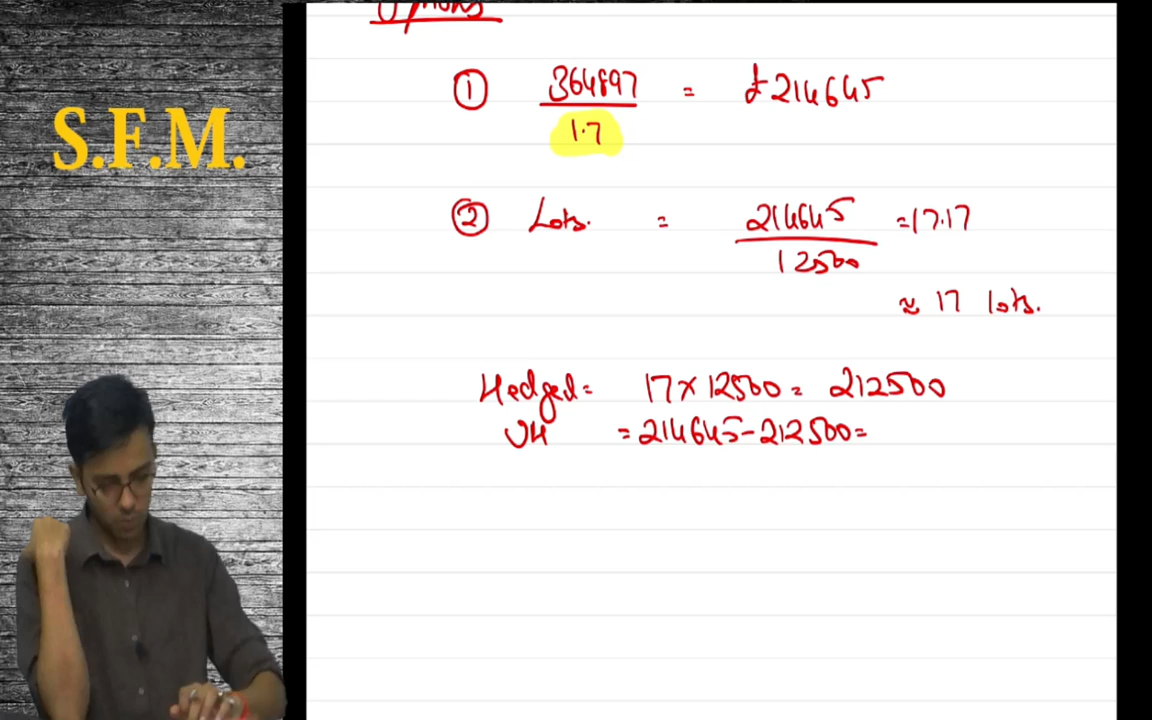 Options
S.F.M.
① 364897 = £214645
1.7
② Lots. = 214645 = 17.17
12500
≈ 17 lots.
Hedged = 17 × 12500 = 212500
UH = 214645 - 212500 =